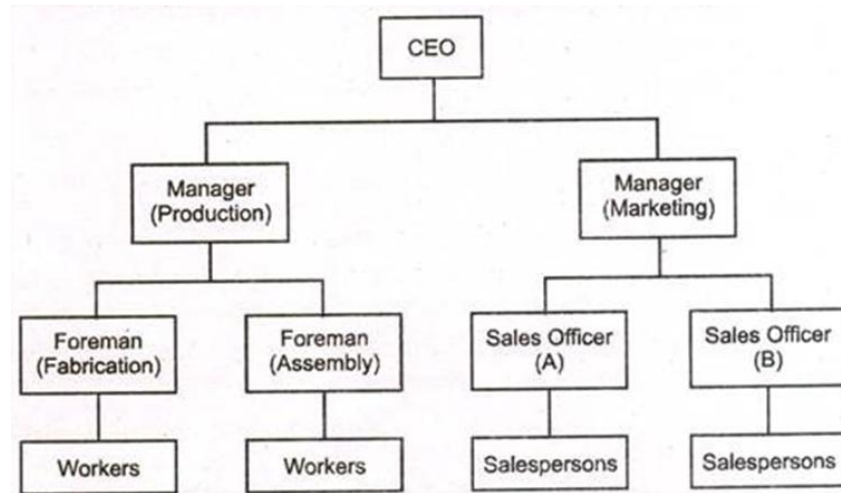 CEO
Manager
(Production)
Manager
(Marketing)
Foreman
(Fabrication)
Foreman
(Assembly)
Sales Officer
(A)
Sales Officer
(B)
Workers
Workers
Salespersons
Salespersons